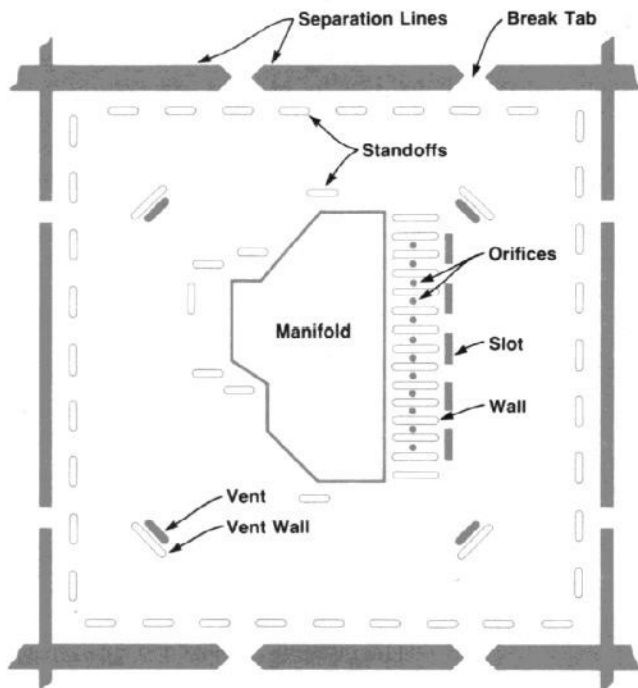 Separation Lines
Break Tab
Standoffs
Orifices
Manifold
Slot
Wall
Vent
Vent Wall